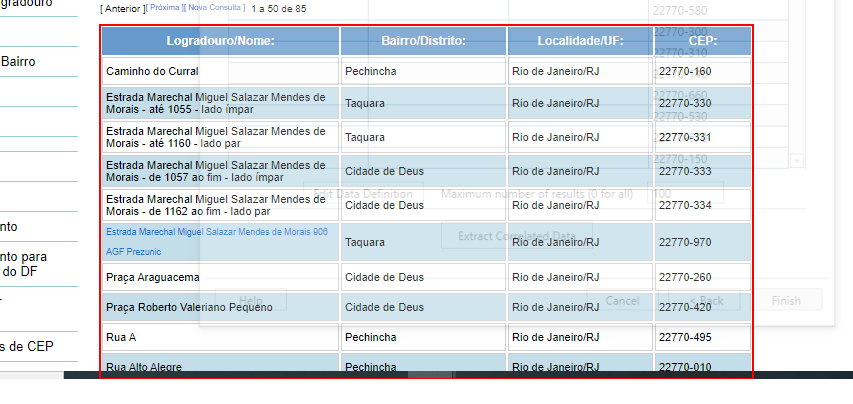 gradouro
[ Anterior ][ Próxima ][ Nova Consulta ] 1 a 50 de 85
22770-580
Logradouro/Nome: Bairro/Distrito: Localidade/UF: CEP:
22770-300
Bairro
22770-310
Caminho do Curral Pechincha Rio de Janeiro/RJ 22770-160
Estrada Marechal Miguel Salazar Mendes de
Morais - até 1055 - lado ímpar Taquara Rio de Janeiro/RJ 22770-330
22770-660
22770-530
Estrada Marechal Miguel Salazar Mendes de
Morais - até 1160 - lado par Taquara Rio de Janeiro/RJ 22770-331
22770-150
Estrada Marechal Miguel Salazar Mendes de
Morais - de 1057 ao fim - lado ímpar Cidade de Deus Rio de Janeiro/RJ 22770-333
Edit Data Definition Maximum number of results (0 for all) 100
Estrada Marechal Miguel Salazar Mendes de
Morais - de 1162 ao fim - lado par Cidade de Deus Rio de Janeiro/RJ 22770-334
nto
Estrada Marechal Miguel Salazar Mendes de Morais 906
AGF Prezunic Taquara Rio de Janeiro/RJ 22770-970
Extract Correlated Data
nto para
do DF
Praça Araguacema Cidade de Deus Rio de Janeiro/RJ 22770-260
Praça Roberto Valeriano Pequeno Cidade de Deus Rio de Janeiro/RJ 22770-420
Help Cancel < Back Finish
Rua A Pechincha Rio de Janeiro/RJ 22770-495
s de CEP
Rua Alto Alegre Pechincha Rio de Janeiro/RJ 22770-010